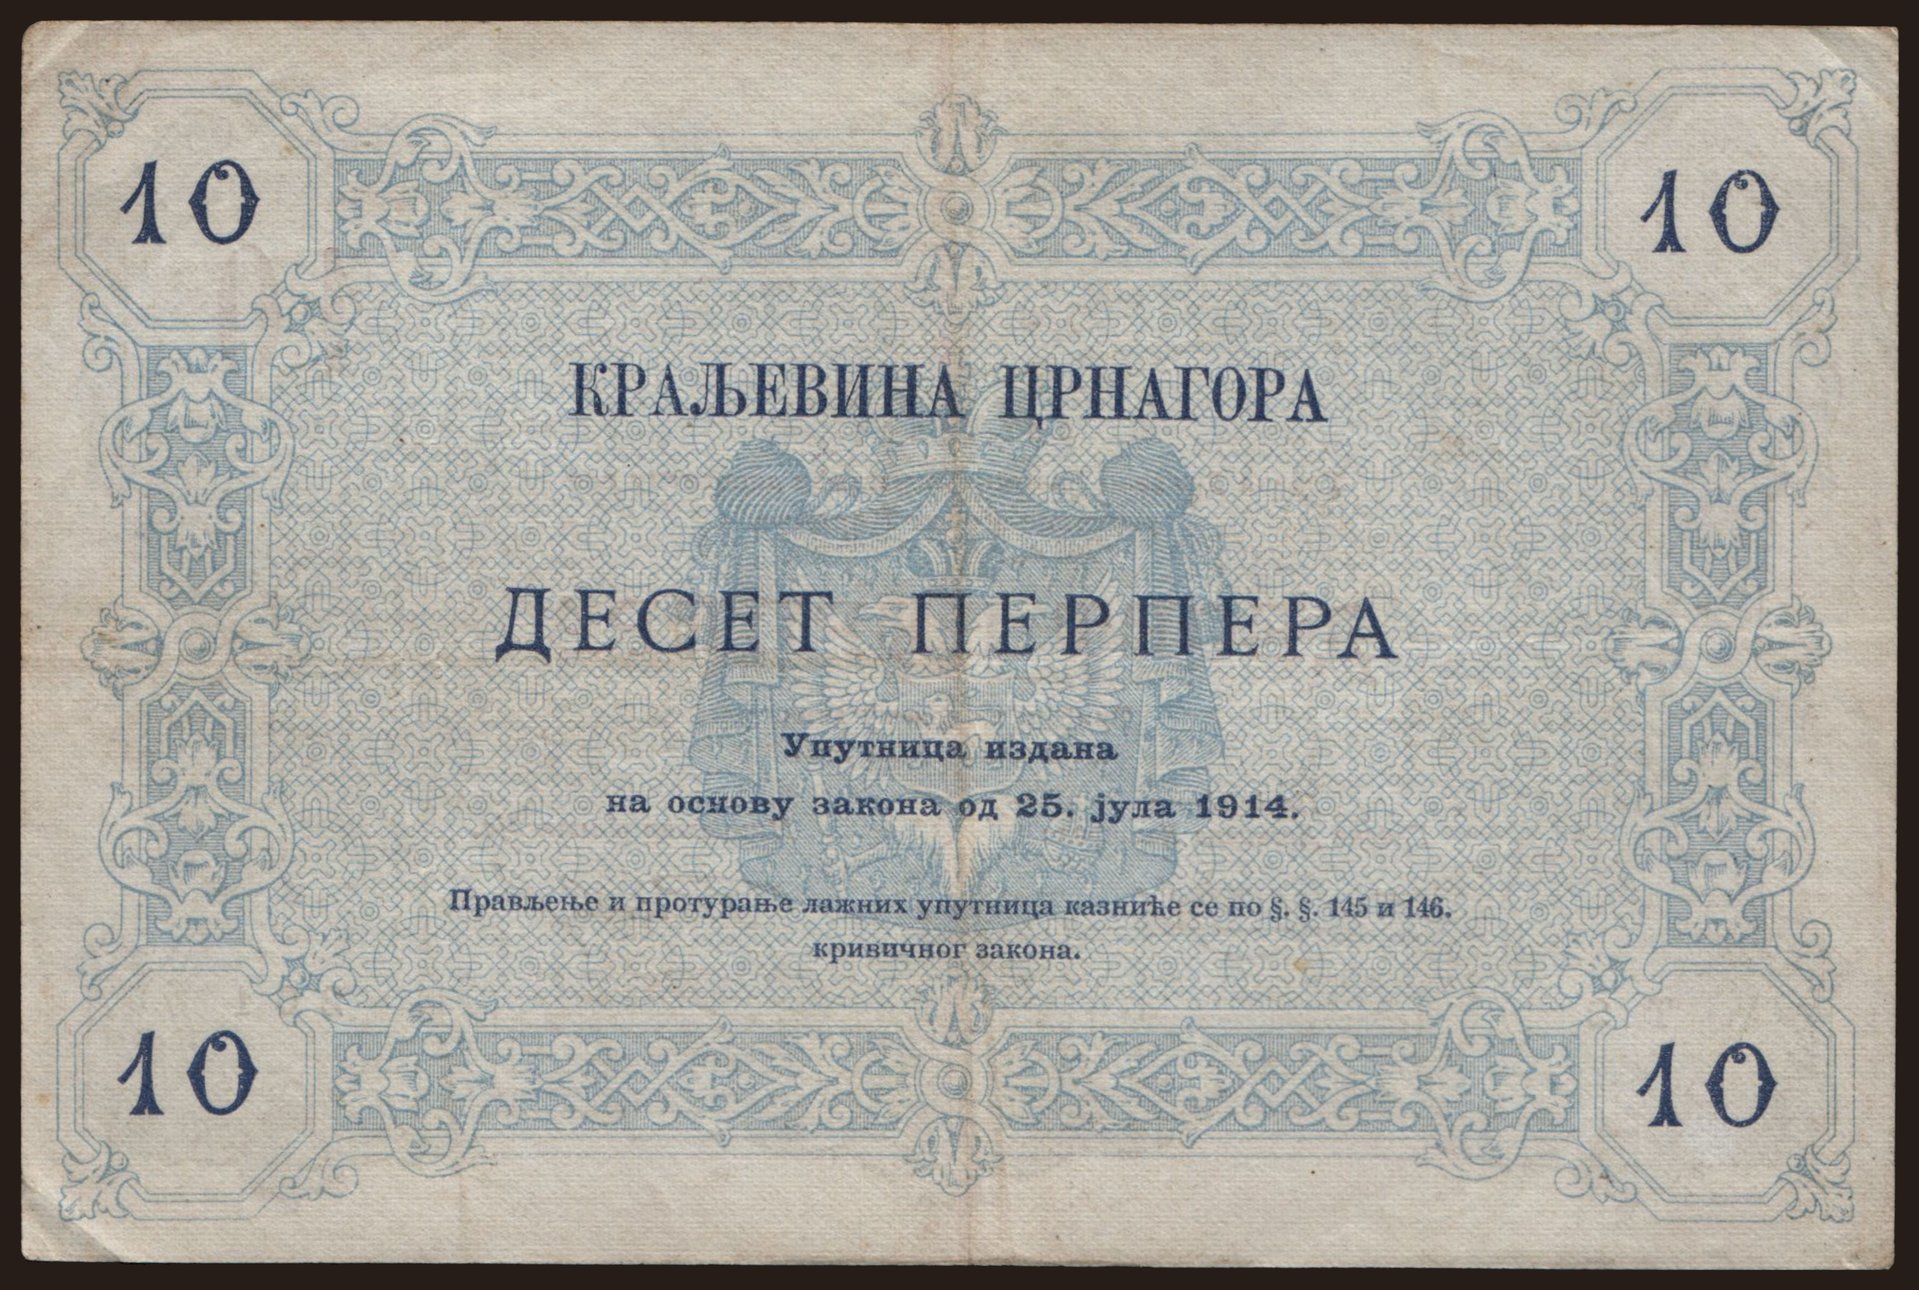 10 10
КРАЉЕВИНА ЦРНАГОРА
ДЕСЕТ ПЕРПЕРА
Упутница издана
на основу закона од 25. јула 1914.
Прављење и протурање лажних упутница казниће се по §. §. 145 и 146.
кривичног закона.
10 10